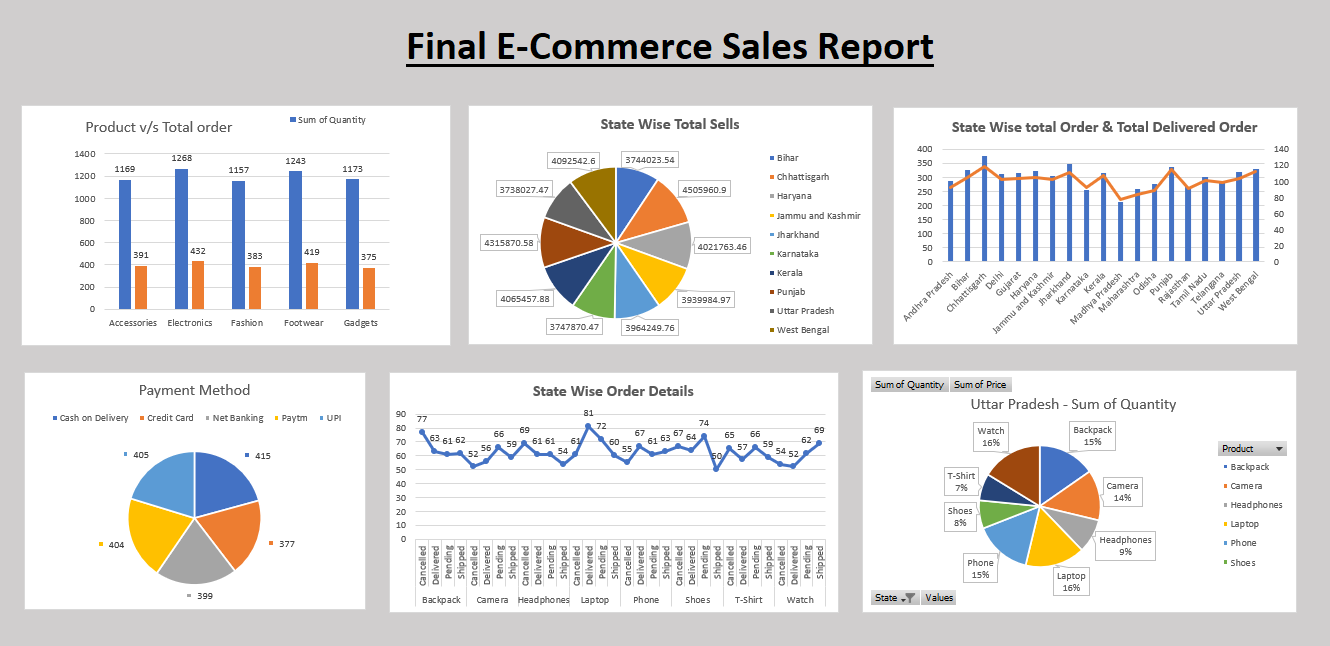 Final E-Commerce Sales Report
Product v/s Total order
Sum of Quantity
1400
1200
1000
800
600
400
200
0
1169
391
1268
432
1157
383
1243
419
1173
375
Accessories
Electronics
Fashion
Footwear
Gadgets
State Wise Total Sells
4092542.6
3744023.54
3738027.47
4505960.9
4315870.58
4021763.46
4065457.88
3939984.97
3747870.47
3964249.76
Bihar
Chhattisgarh
Haryana
Jammu and Kashmir
Jharkhand
Karnataka
Kerala
Punjab
Uttar Pradesh
West Bengal
State Wise total Order & Total Delivered Order
400
350
300
250
200
150
100
50
0
140
120
100
80
60
40
20
0
Andhra Pradesh
Bihar
Chhattisgarh
Delhi
Gujarat
Haryana
Jammu and Kashmir
Jharkhand
Karnataka
Kerala
Madhya Pradesh
Maharashtra
Odisha
Punjab
Rajasthan
Tamil Nadu
Telangana
Uttar Pradesh
West Bengal
Payment Method
Cash on Delivery Credit Card Net Banking Paytm UPI
405
415
404
377
399
State Wise Order Details
90
80
70
60
50
40
30
20
10
0
77 63 61 62 52 56 66 59 69 61 61 54 61 81 72 60 55 67 61 63 67 64 74 50 65 57 66 59 54 52 62 69
Cancelled Delivered Pending Shipped Cancelled Delivered Pending Shipped Cancelled Delivered Pending Shipped Cancelled Delivered Pending Shipped Cancelled Delivered Pending Shipped Cancelled Delivered Pending Shipped Cancelled Delivered Pending Shipped Cancelled Delivered Pending Shipped
Backpack Camera Headphones Laptop Phone Shoes T-Shirt Watch
Sum of Quantity Sum of Price
Uttar Pradesh - Sum of Quantity
Watch
16%
Backpack
15%
T-Shirt
7%
Camera
14%
Shoes
8%
Headphones
9%
Phone
15%
Laptop
16%
Product
Backpack
Camera
Headphones
Laptop
Phone
Shoes
State Values